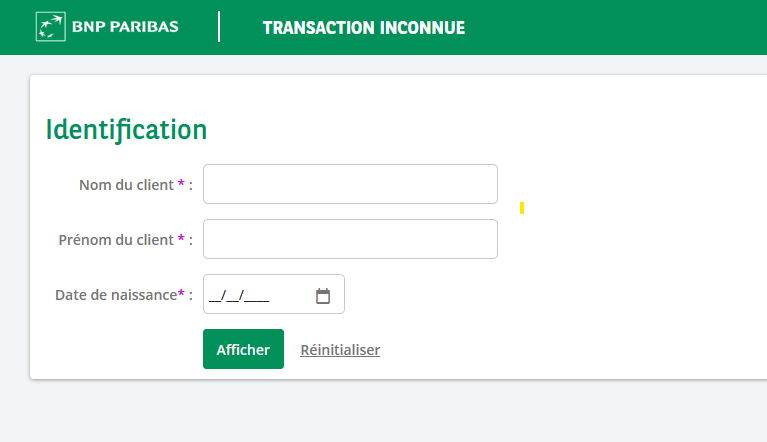 BNP PARIBAS
TRANSACTION INCONNUE
Identification
Nom du client * :
Prénom du client * :
Date de naissance* : __/__/____
Afficher Réinitialiser